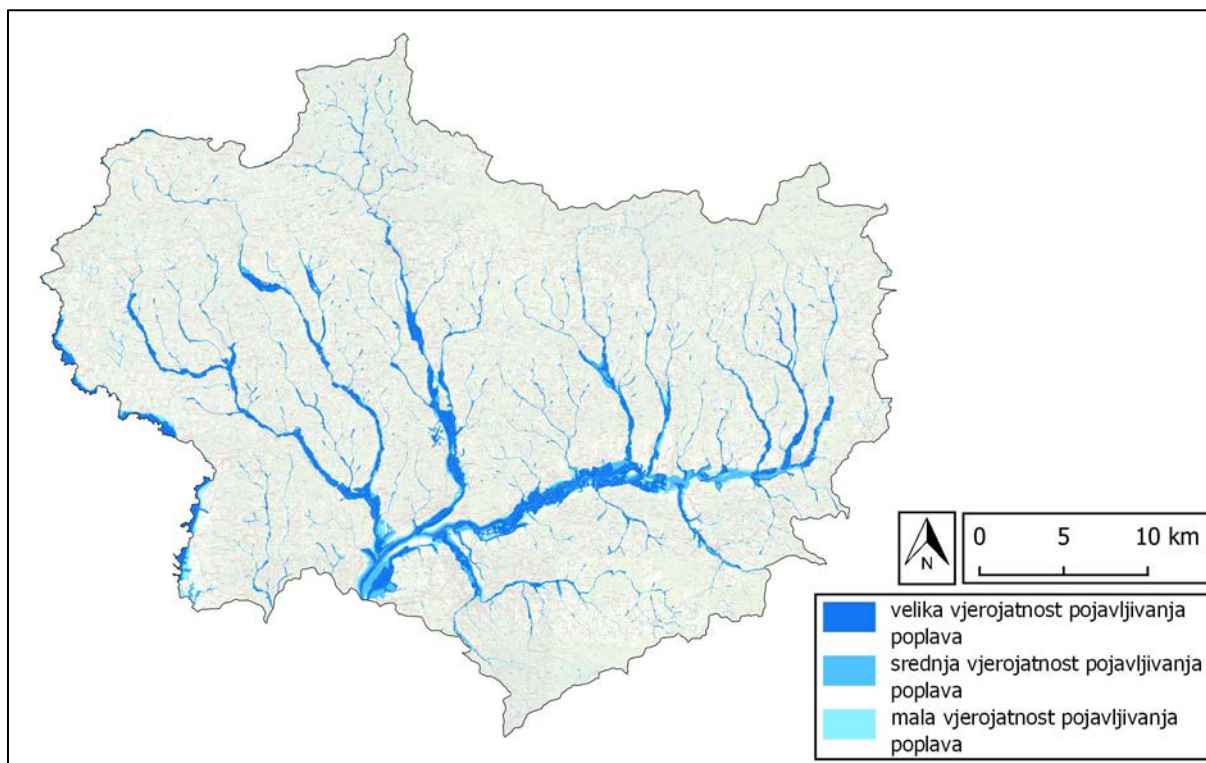 N
0 5 10 km
velika vjerojatnost pojavljivanja
poplava
srednja vjerojatnost pojavljivanja
poplava
mala vjerojatnost pojavljivanja
poplava